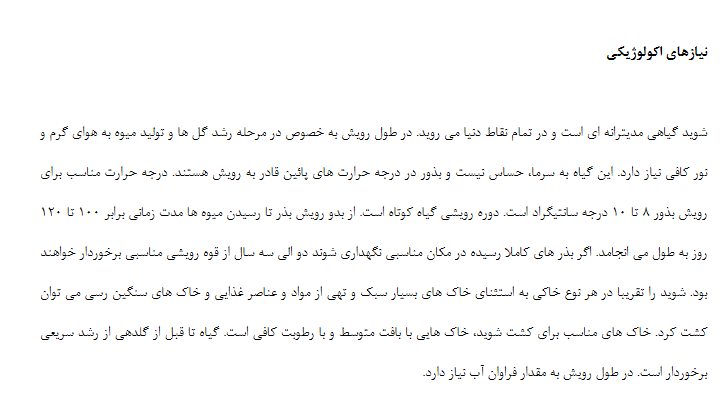 نیازهای اکولوژیکی
شوید گیاهی مدیترانه ای است و در تمام نقاط دنیا می روید. در طول رویش به خصوص در مرحله رشد گل ها و تولید میوه به هوای گرم و
نور کافی نیاز دارد. این گیاه به سرما، حساس نیست و بذور در درجه حرارت های پائین قادر به رویش هستند. درجه حرارت مناسب برای
رویش بذور ۸ تا ۱۰ درجه سانتیگراد است. دوره رویشی گیاه کوتاه است. از بدو رویش بذر تا رسیدن میوه ها مدت زمانی برابر ۱۰۰ تا ۱۲۰
روز به طول می انجامد. اگر بذر های کاملا رسیده در مکان مناسبی نگهداری شوند دو الی سه سال از قوه رویشی مناسبی برخوردار خواهند
بود. شوید را تقریبا در هر نوع خاکی به استثنای خاک های بسیار سبک و تهی از مواد و عناصر غذایی و خاک های سنگین رسی می توان
کشت کرد. خاک های مناسب برای کشت شوید، خاک هایی با بافت متوسط و با رطوبت کافی است. گیاه تا قبل از گلدهی از رشد سریعی
برخوردار است. در طول رویش به مقدار فراوان آب نیاز دارد.